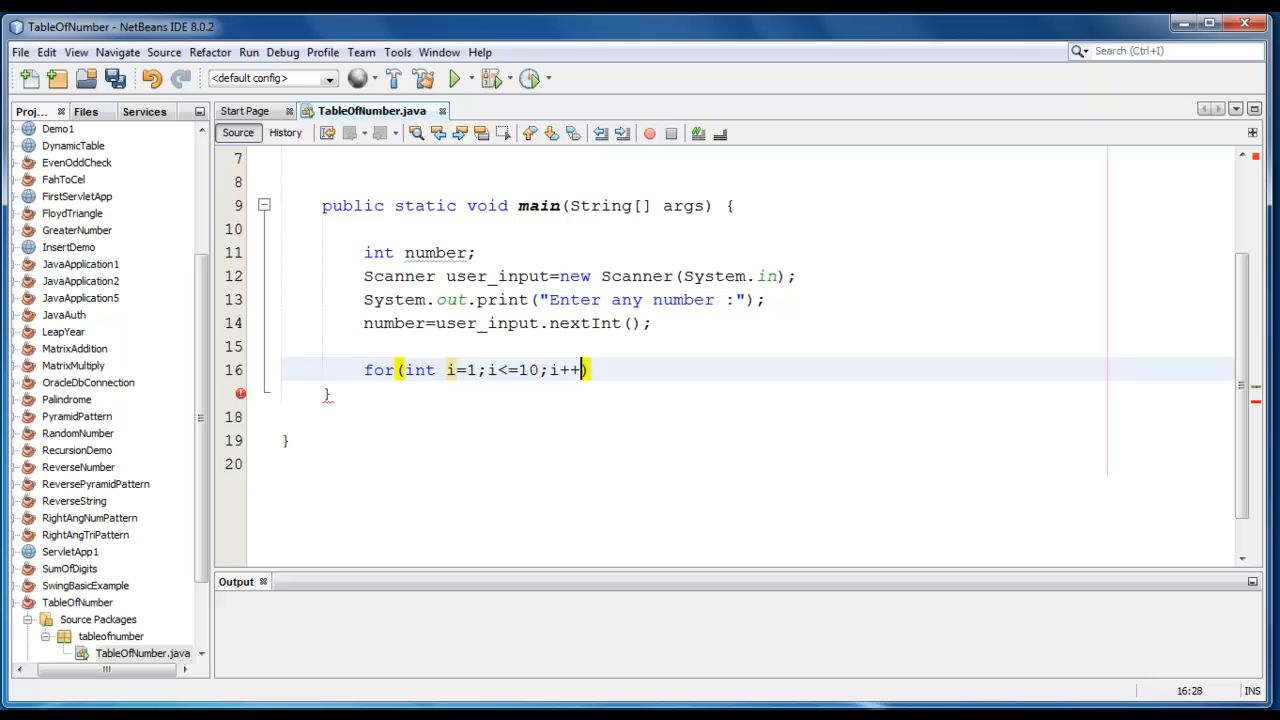 TableOfNumber - NetBeans IDE 8.0.2
File Edit View Navigate Source Refactor Run Debug Profile Team Tools Window Help
Search (Ctrl+I)
<default config>
Proj... Files Services
Start Page TableOfNumber.java
Source History
Demo1
DynamicTable
EvenOddCheck
FahToCel
FirstServletApp
FloydTriangle
GreaterNumber
InsertDemo
JavaApplication1
JavaApplication2
JavaApplication5
JavaAuth
LeapYear
MatrixAddition
MatrixMultiply
OracleDbConnection
Palindrome
PyramidPattern
RandomNumber
RecursionDemo
ReverseNumber
ReversePyramidPattern
ReverseString
RightAngNumPattern
RightAngTriPattern
ServletApp1
SumOfDigits
SwingBasicExample
TableOfNumber
Source Packages
tableofnumber
TableOfNumber.java
7
8
9 public static void main(String[] args) {
10
11 int number;
12 Scanner user_input=new Scanner(System.in);
13 System.out.print("Enter any number :");
14 number=user_input.nextInt();
15
16 for(int i=1;i<=10;i++)
}
18
19 }
20
Output
16:28 INS